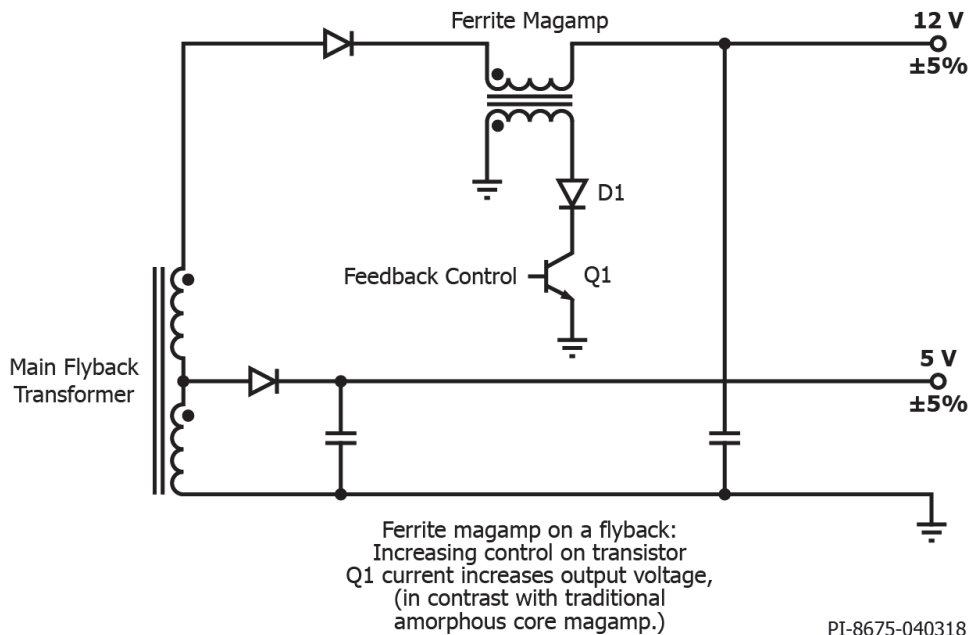 Ferrite Magamp
12 V
±5%
D1
Feedback Control
Q1
Main Flyback
Transformer
5 V
±5%
Ferrite magamp on a flyback:
Increasing control on transistor
Q1 current increases output voltage,
(in contrast with traditional
amorphous core magamp.)
PI-8675-040318